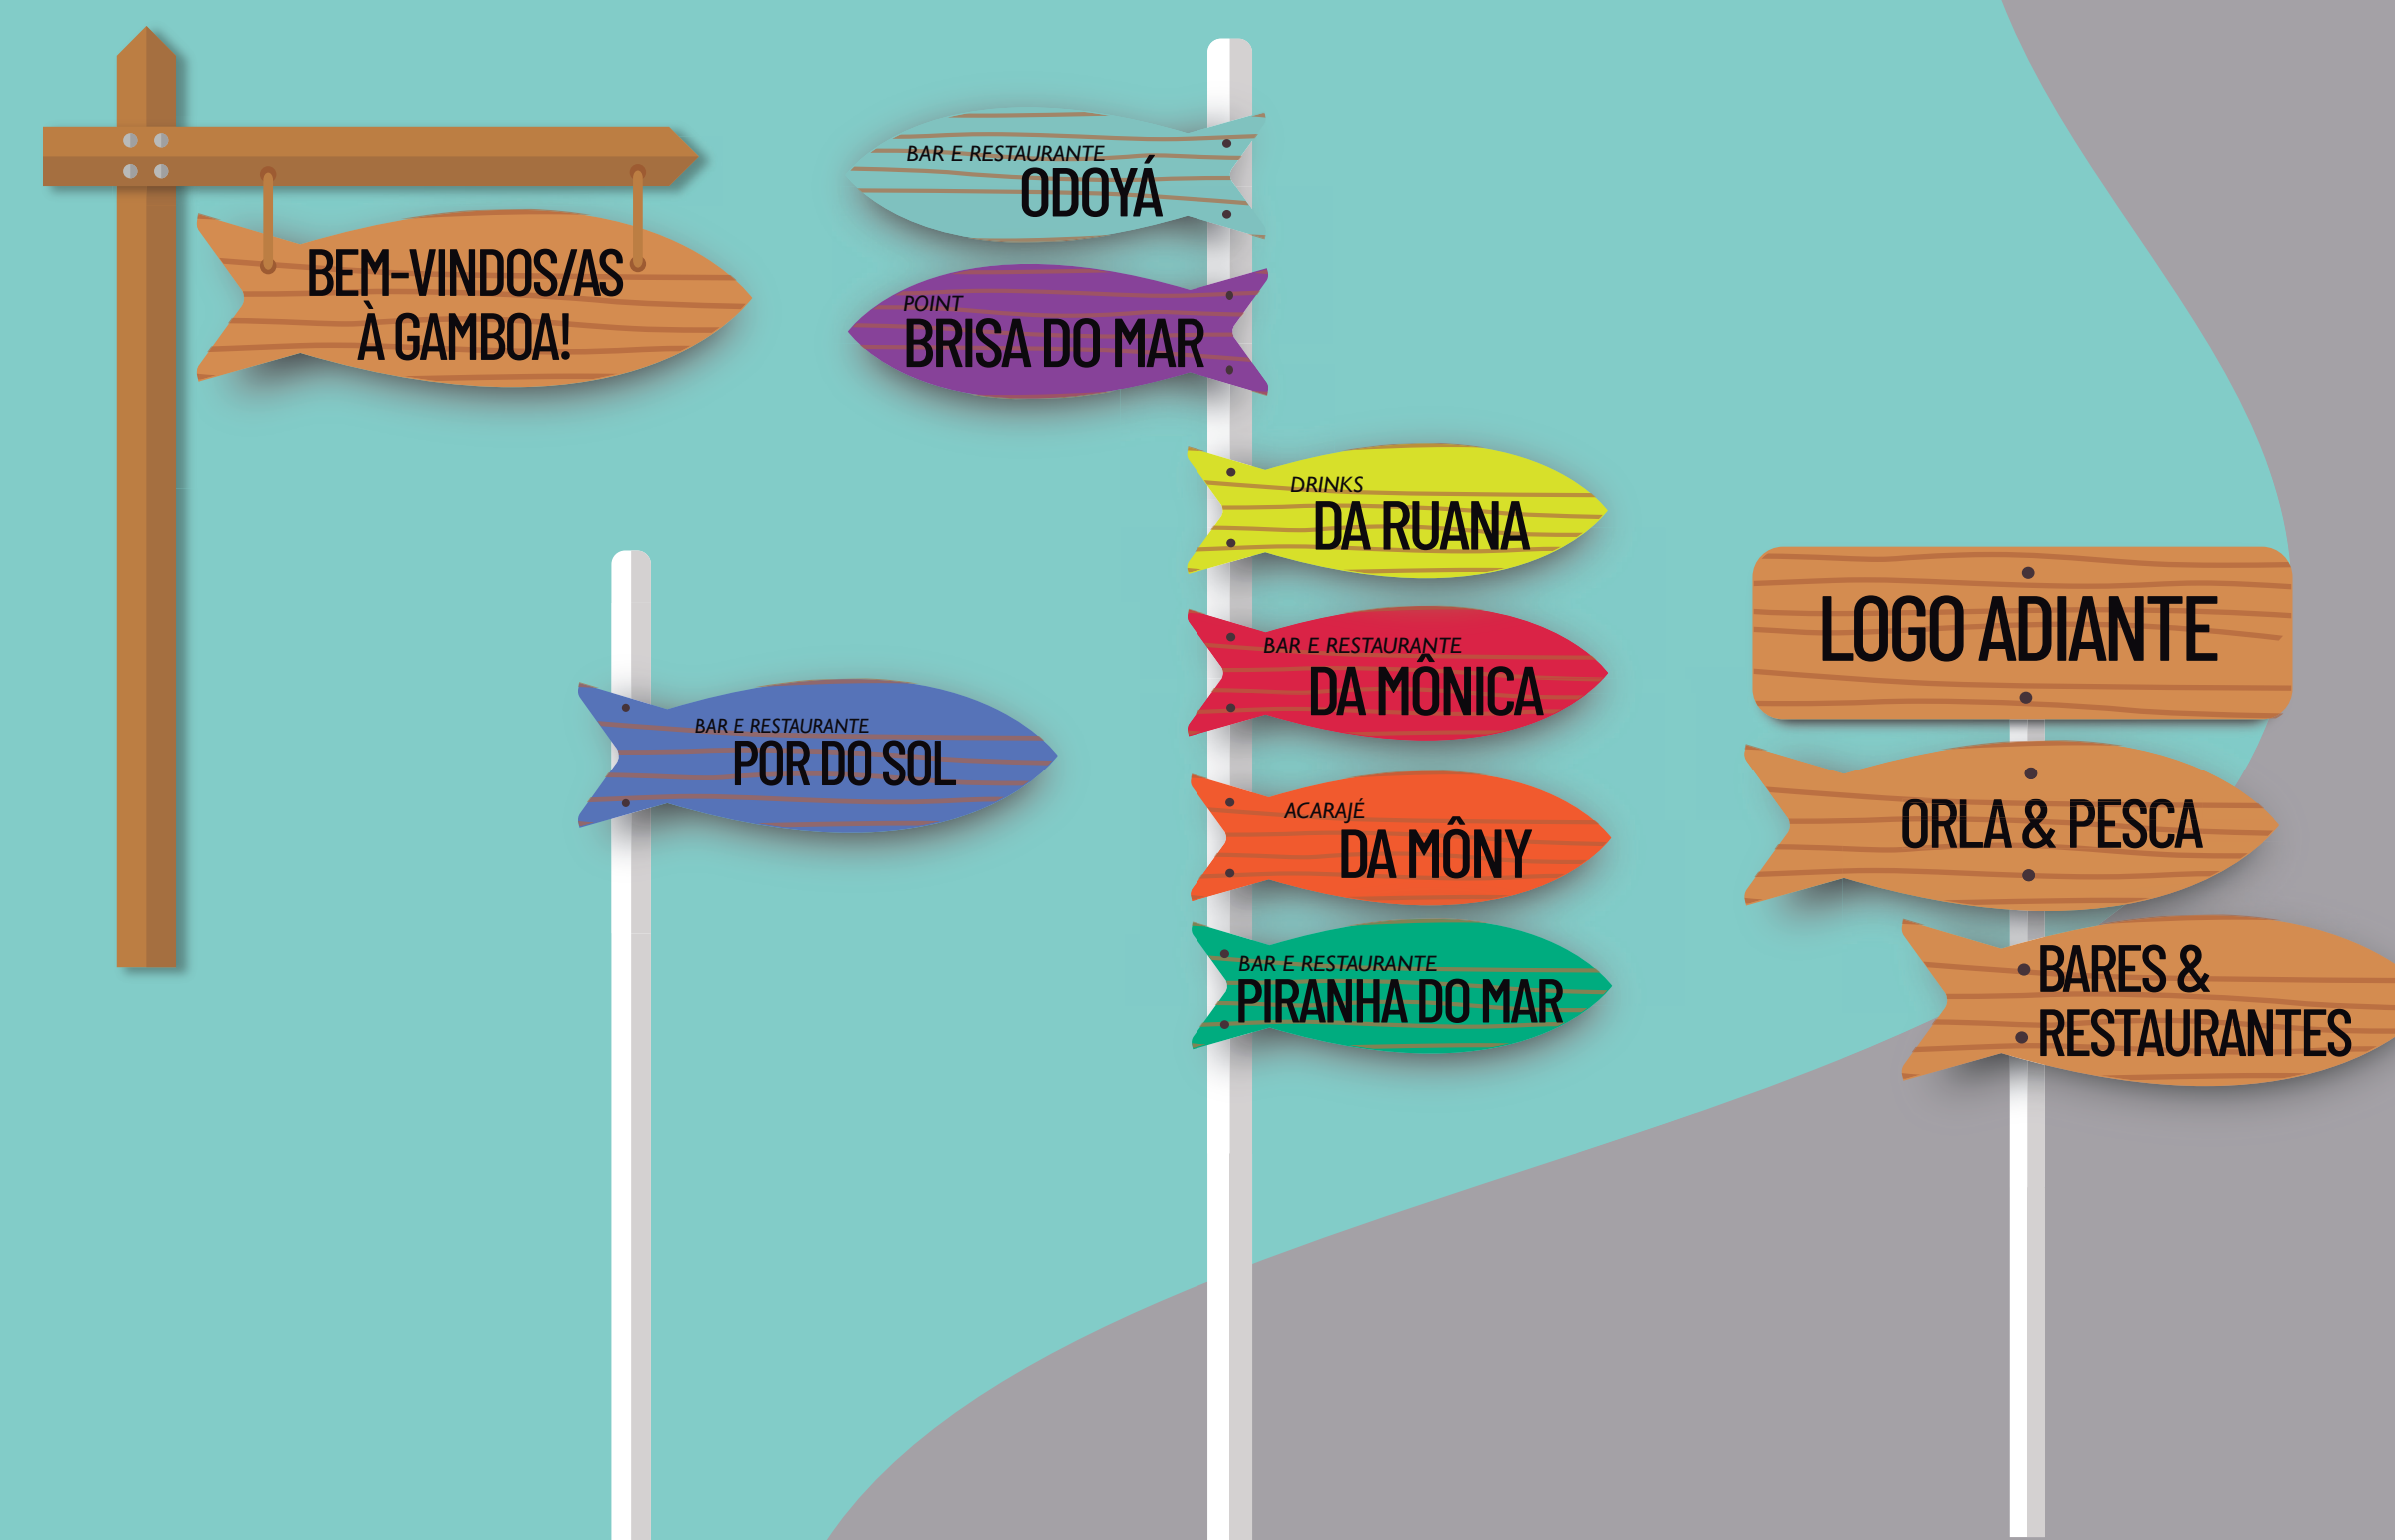 BEM-VINDOS/AS
À GAMBOA!
BAR E RESTAURANTE
ODOYÁ
POINT
BRISA DO MAR
DRINKS
DA RUANA
BAR E RESTAURANTE
DA MÔNICA
ACARAJÉ
DA MÔNY
BAR E RESTAURANTE
PIRANHA DO MAR
BAR E RESTAURANTE
POR DO SOL
LOGO ADIANTE
ORLA & PESCA
BARES &
RESTAURANTES